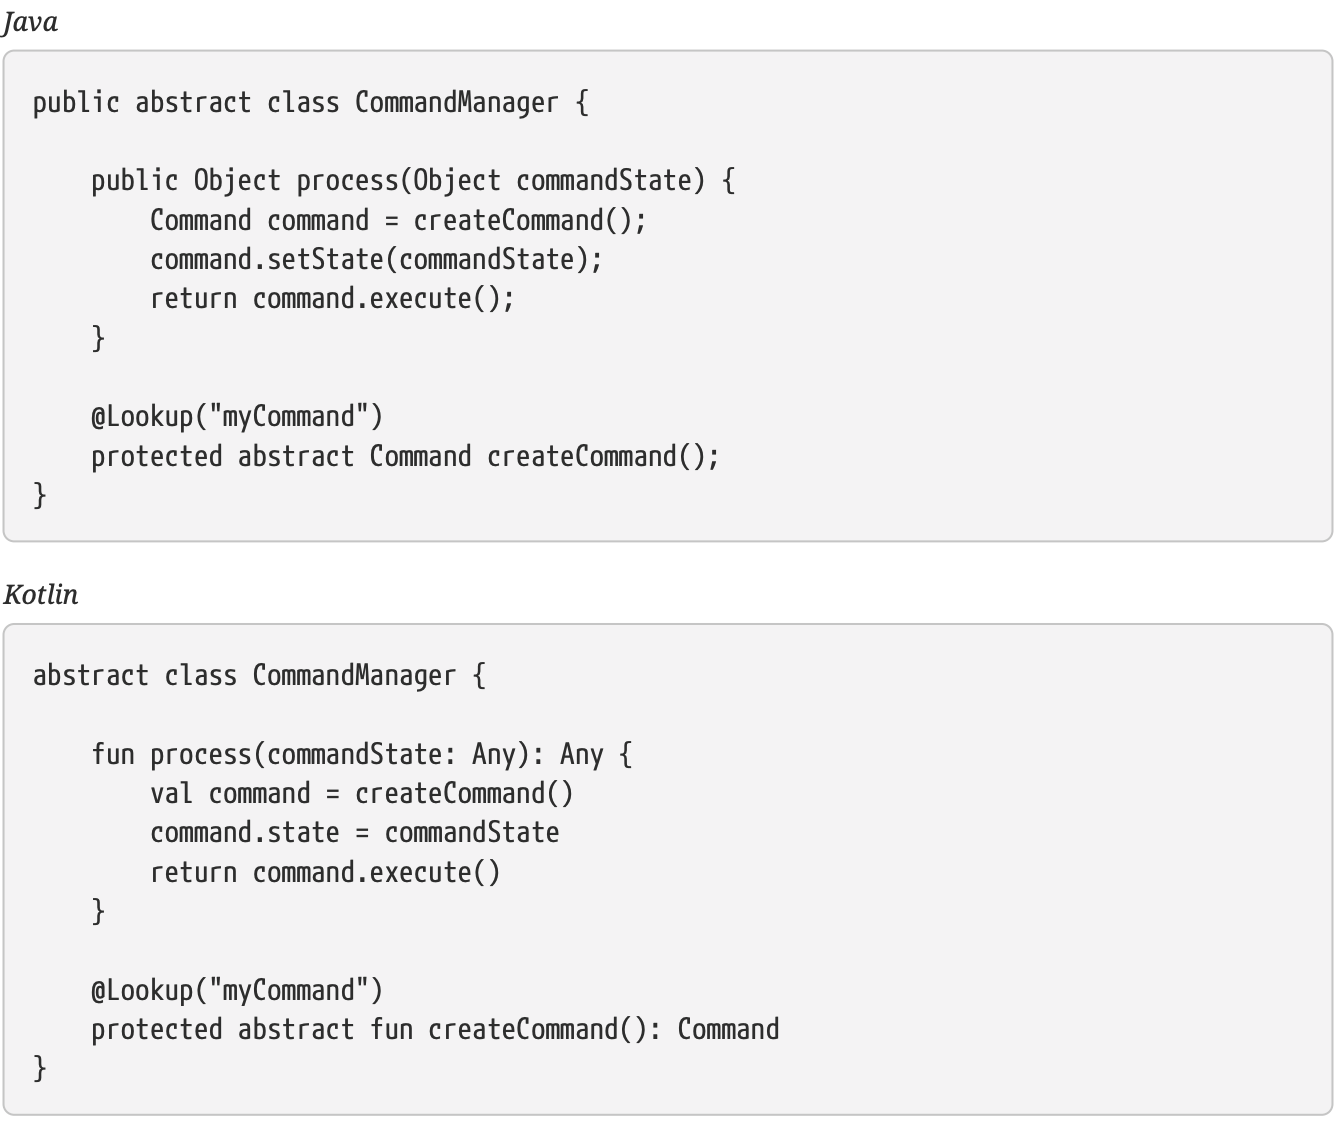 Java
public abstract class CommandManager {
    public Object process(Object commandState) {
        Command command = createCommand();
        command.setState(commandState);
        return command.execute();
    }
    @Lookup("myCommand")
    protected abstract Command createCommand();
}
Kotlin
abstract class CommandManager {
    fun process(commandState: Any): Any {
        val command = createCommand()
        command.state = commandState
        return command.execute()
    }
    @Lookup("myCommand")
    protected abstract fun createCommand(): Command
}